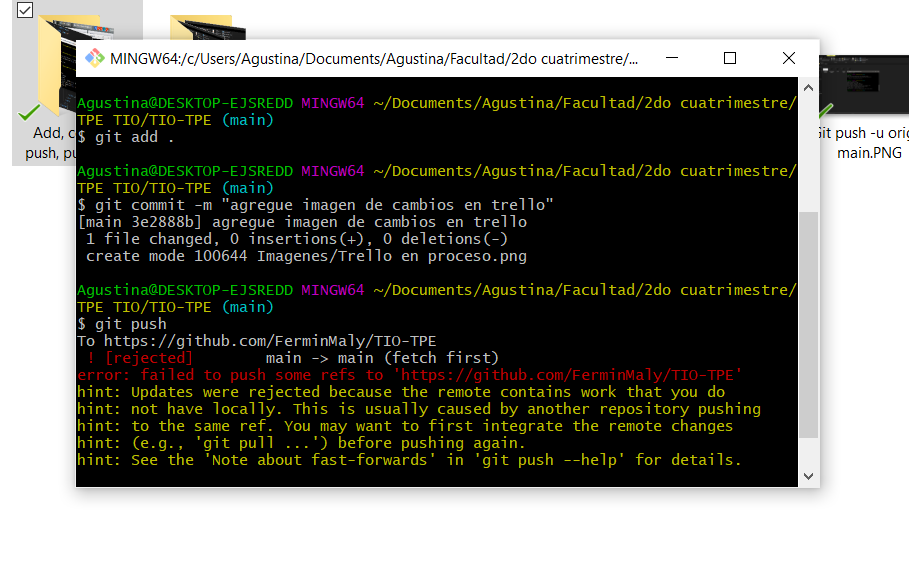 MINGW64:/c/Users/Agustina/Documents/Agustina/Facultad/2do cuatrimestre/...
Agustina@DESKTOP-EJSREDD MINGW64 ~/Documents/Agustina/Facultad/2do cuatrimestre/
TPE TIO/TIO-TPE (main)
$ git add .
Agustina@DESKTOP-EJSREDD MINGW64 ~/Documents/Agustina/Facultad/2do cuatrimestre/
TPE TIO/TIO-TPE (main)
$ git commit -m "agregue imagen de cambios en trello"
[main 3e2888b] agregue imagen de cambios en trello
1 file changed, 0 insertions(+), 0 deletions(-)
create mode 100644 Imagenes/Trello en proceso.png
Agustina@DESKTOP-EJSREDD MINGW64 ~/Documents/Agustina/Facultad/2do cuatrimestre/
TPE TIO/TIO-TPE (main)
$ git push
To https://github.com/FerminMaly/TIO-TPE
! [rejected]        main -> main (fetch first)
error: failed to push some refs to 'https://github.com/FerminMaly/TIO-TPE'
hint: Updates were rejected because the remote contains work that you do
hint: not have locally. This is usually caused by another repository pushing
hint: to the same ref. You may want to first integrate the remote changes
hint: (e.g., 'git pull ...') before pushing again.
hint: See the 'Note about fast-forwards' in 'git push --help' for details.
Add, c
push, pu
Git push -u orig
main.PNG